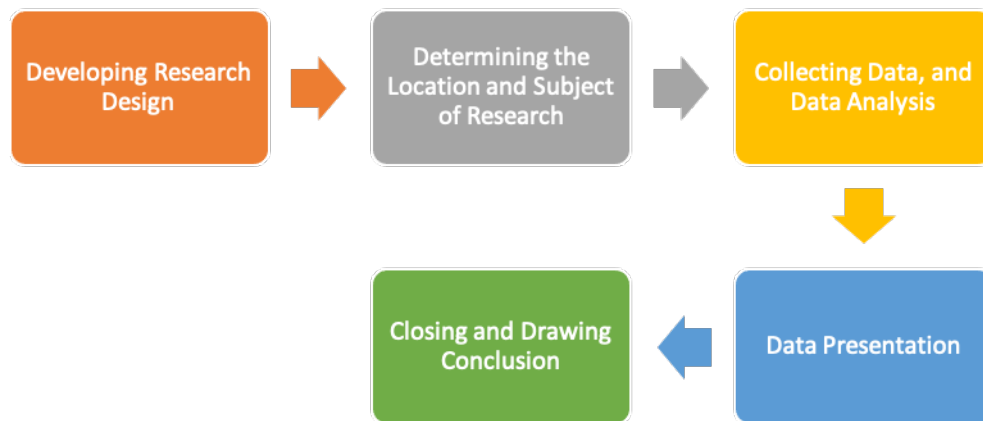 Developing Research
Design
Determining the
Location and Subject
of Research
Collecting Data, and
Data Analysis
Data Presentation
Closing and Drawing
Conclusion